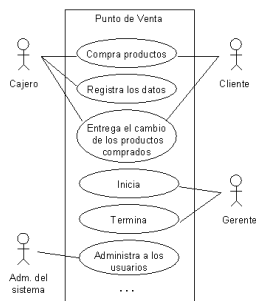 Punto de Venta
Compra productos
Cajero
Cliente
Registra los datos
Entrega el cambio
de los productos
comprados
Inicia
Termina
Gerente
Adm. del
sistema
Administra a los
usuarios
...